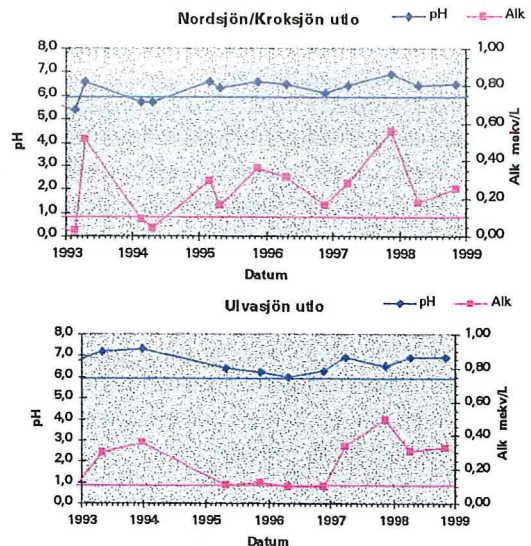 Nordsjön/Kroksjön utlo
pH Alk
8,0 1,00
7,0
6,0 0,80
5,0 0,60
4,0
3,0 0,40
2,0 0,20
1,0
0,0 0,00
pH
Alk mekv/L
1993 1994 1995 1996 1997 1998 1999
Datum
Ulvasjön utlo
pH Alk
8,0 1,00
7,0
6,0 0,80
5,0 0,60
4,0
3,0 0,40
2,0 0,20
1,0
0,0 0,00
pH
Alk mekv/L
1993 1994 1995 1996 1997 1998 1999
Datum